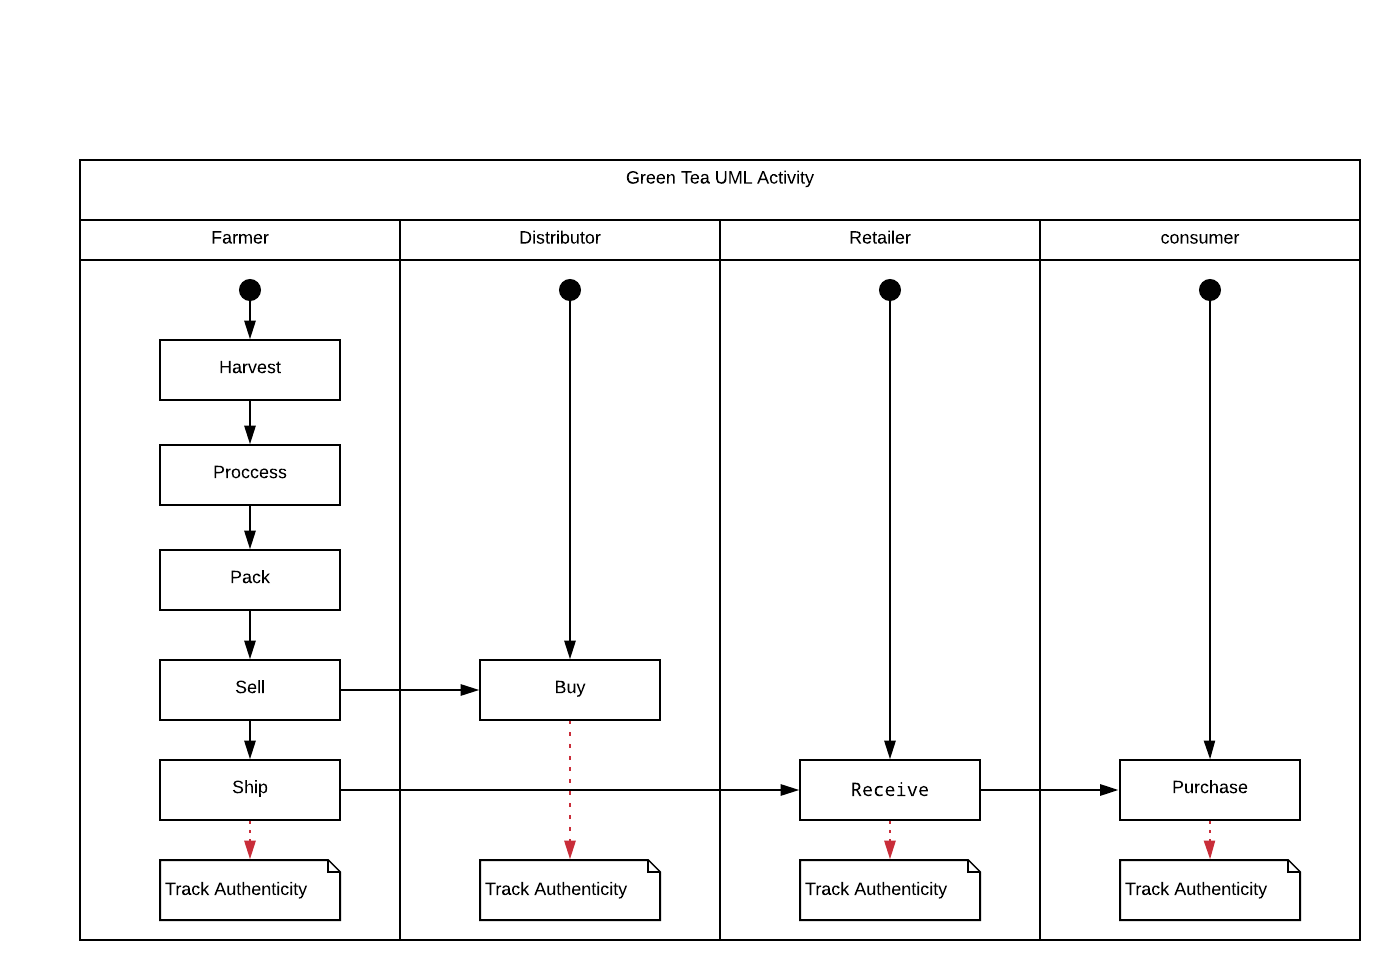 Green Tea UML Activity
Farmer
Distributor
Retailer
consumer
Harvest
Proccess
Pack
Sell
Buy
Ship
Receive
Purchase
Track Authenticity
Track Authenticity
Track Authenticity
Track Authenticity